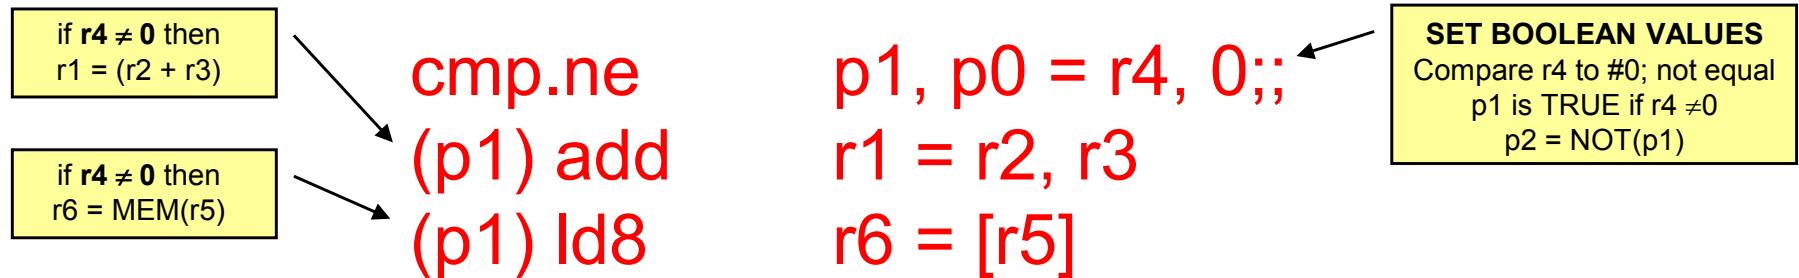 if r4 ≠ 0 then
r1 = (r2 + r3)
if r4 ≠ 0 then
r6 = MEM(r5)
cmp.ne p1, p0 = r4, 0;;
(p1) add r1 = r2, r3
(p1) ld8 r6 = [r5]
SET BOOLEAN VALUES
Compare r4 to #0; not equal
p1 is TRUE if r4 ≠0
p2 = NOT(p1)